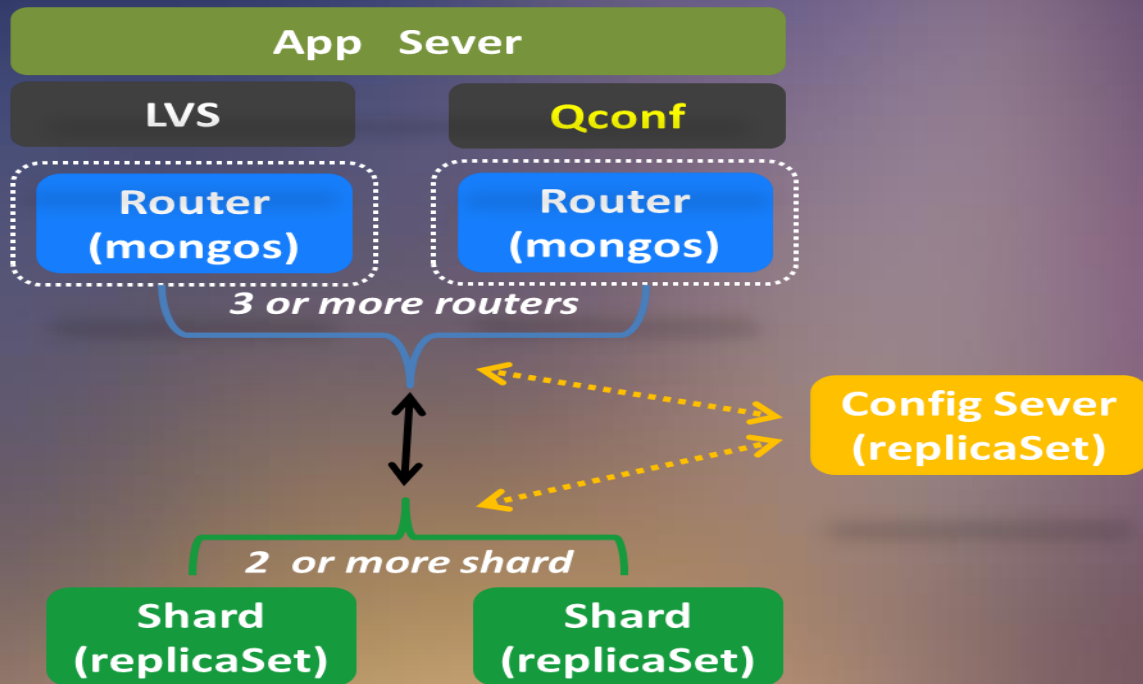 App Sever
LVS
Qconf
Router
(mongos)
Router
(mongos)
3 or more routers
Config Sever
(replicaSet)
2 or more shard
Shard
(replicaSet)
Shard
(replicaSet)